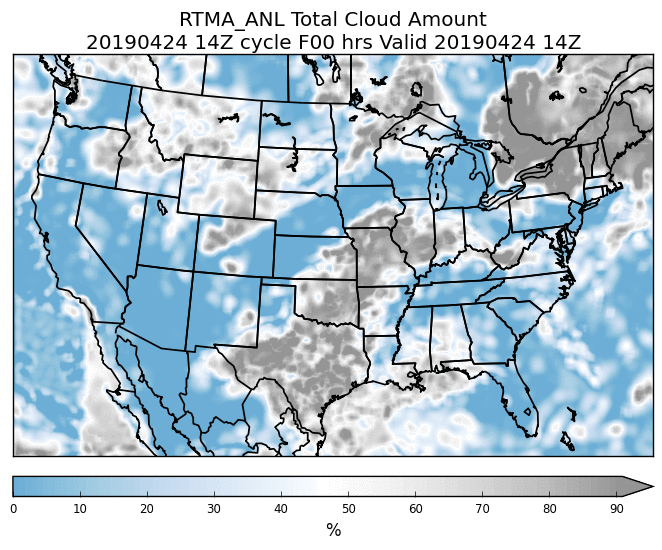 RTMA_ANL Total Cloud Amount
20190424 14Z cycle F00 hrs Valid 20190424 14Z
0 10 20 30 40 50 60 70 80 90
%